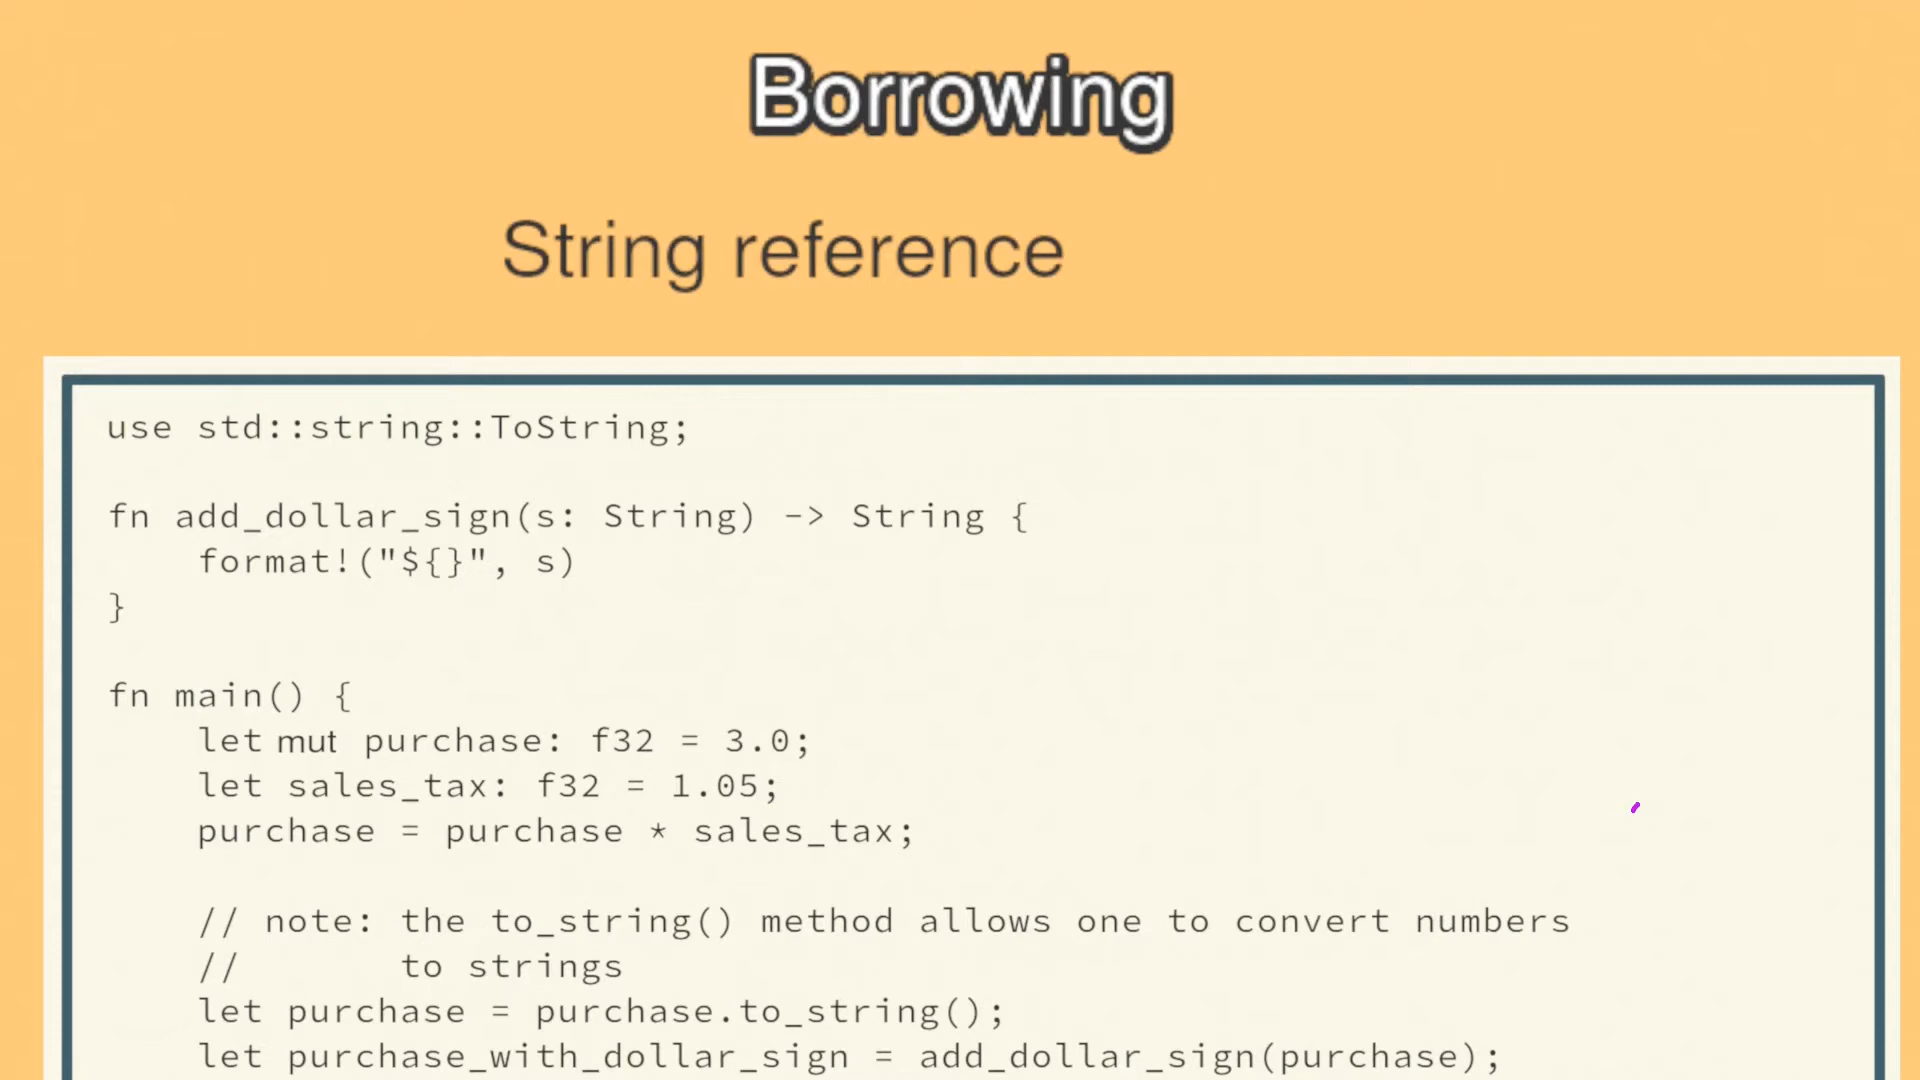 Borrowing
String reference
use std::string::ToString;
fn add_dollar_sign(s: String) -> String {
    format!("${}", s)
}
fn main() {
    let mut purchase: f32 = 3.0;
    let sales_tax: f32 = 1.05;
    purchase = purchase * sales_tax;
    // note: the to_string() method allows one to convert numbers
    //       to strings
    let purchase = purchase.to_string();
    let purchase_with_dollar_sign = add_dollar_sign(purchase);